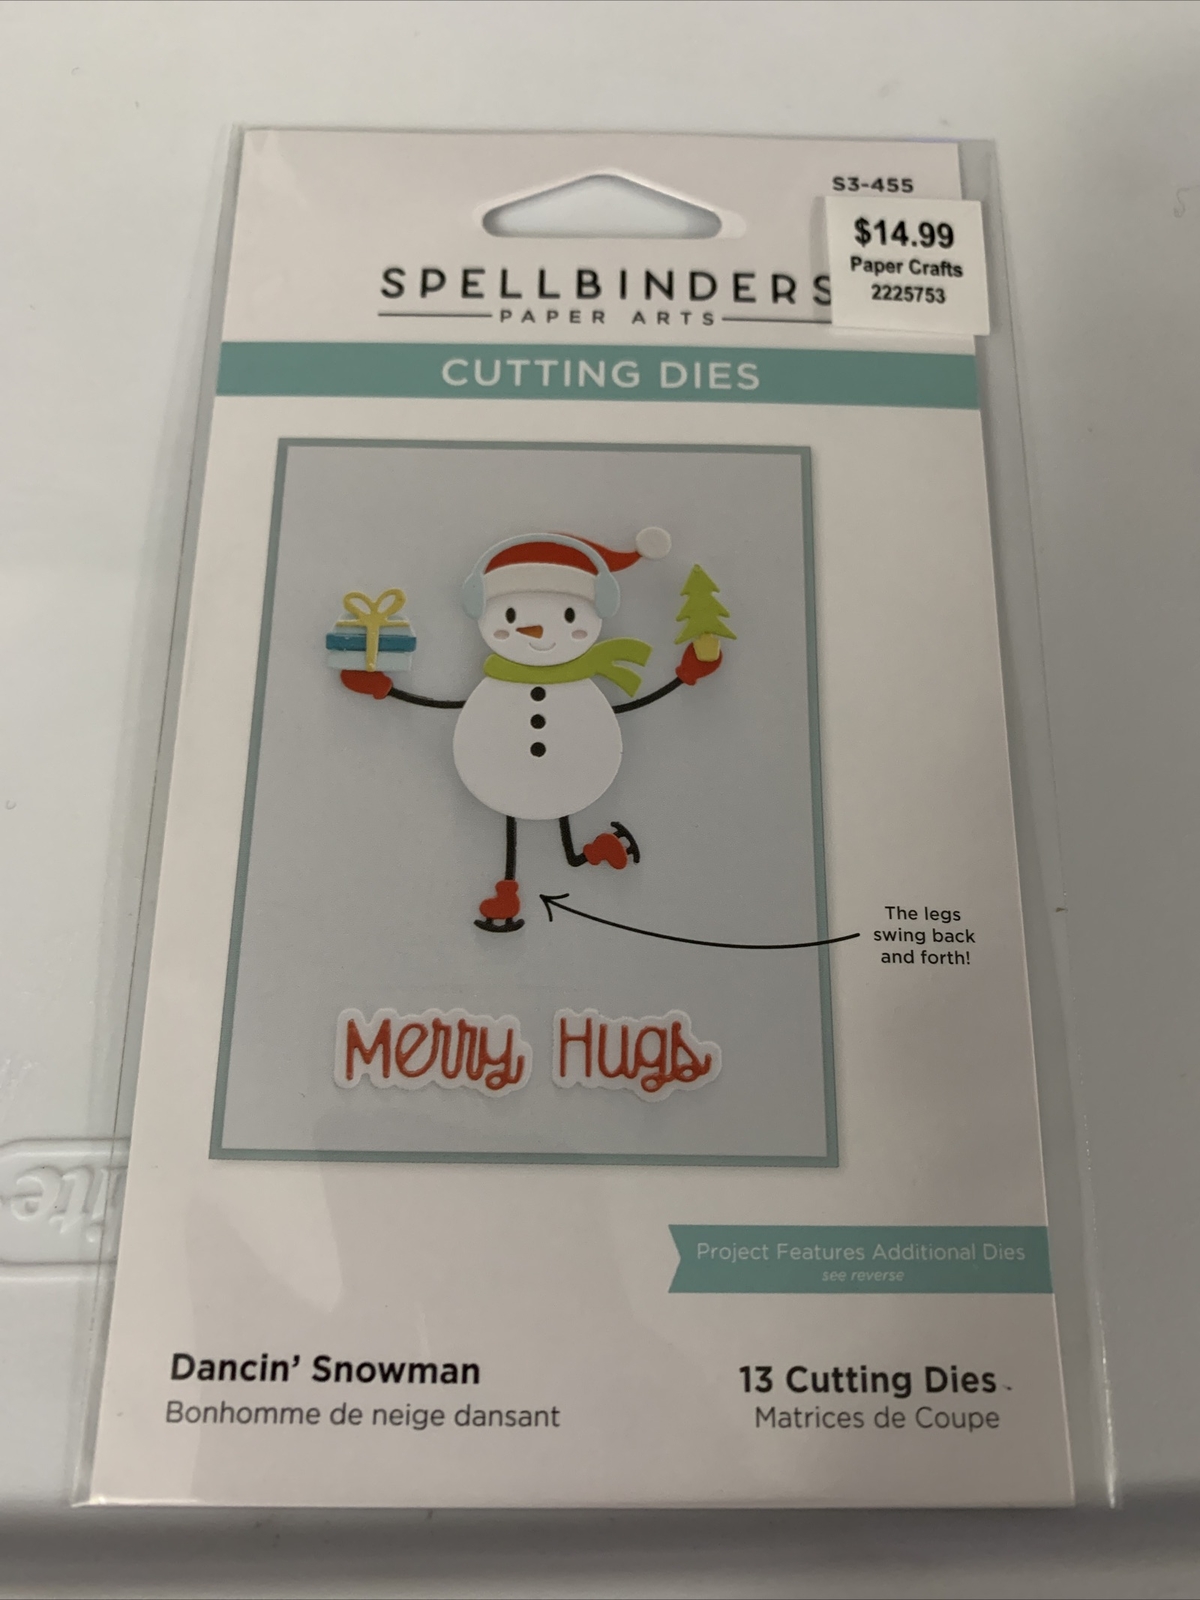 S3-455
$14.99
Paper Crafts
2225753
SPELLBINDERS
PAPER ARTS
CUTTING DIES
The legs
swing back
and forth!
Merry Hugs
Project Features Additional Dies
see reverse
Dancin’ Snowman
Bonhomme de neige dansant
13 Cutting Dies
Matrices de Coupe